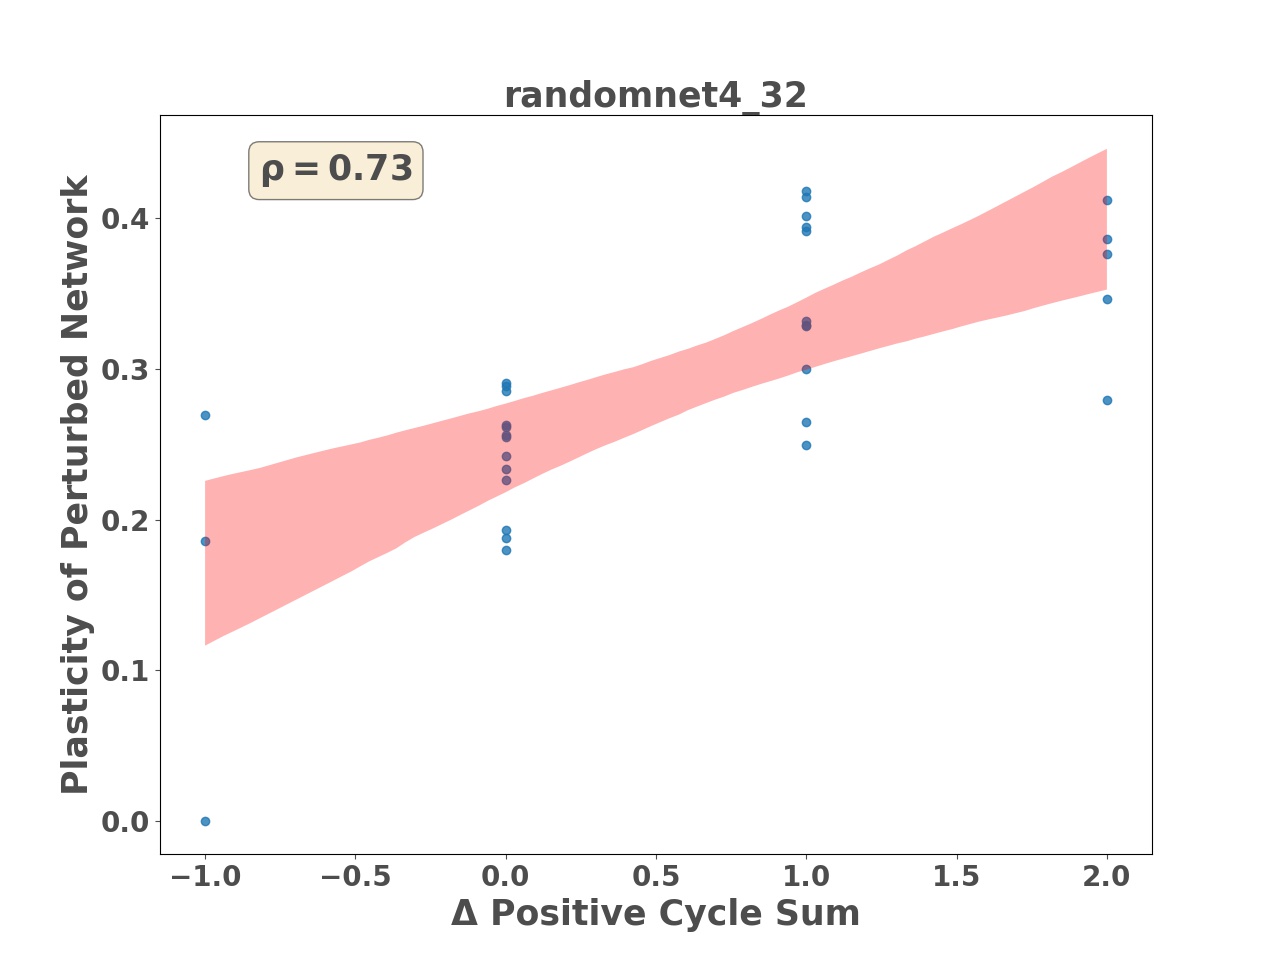 randomnet4_32
ρ = 0.73
Plasticity of Perturbed Network
0.4
0.3
0.2
0.1
0.0
−1.0 −0.5 0.0 0.5 1.0 1.5 2.0
Δ Positive Cycle Sum